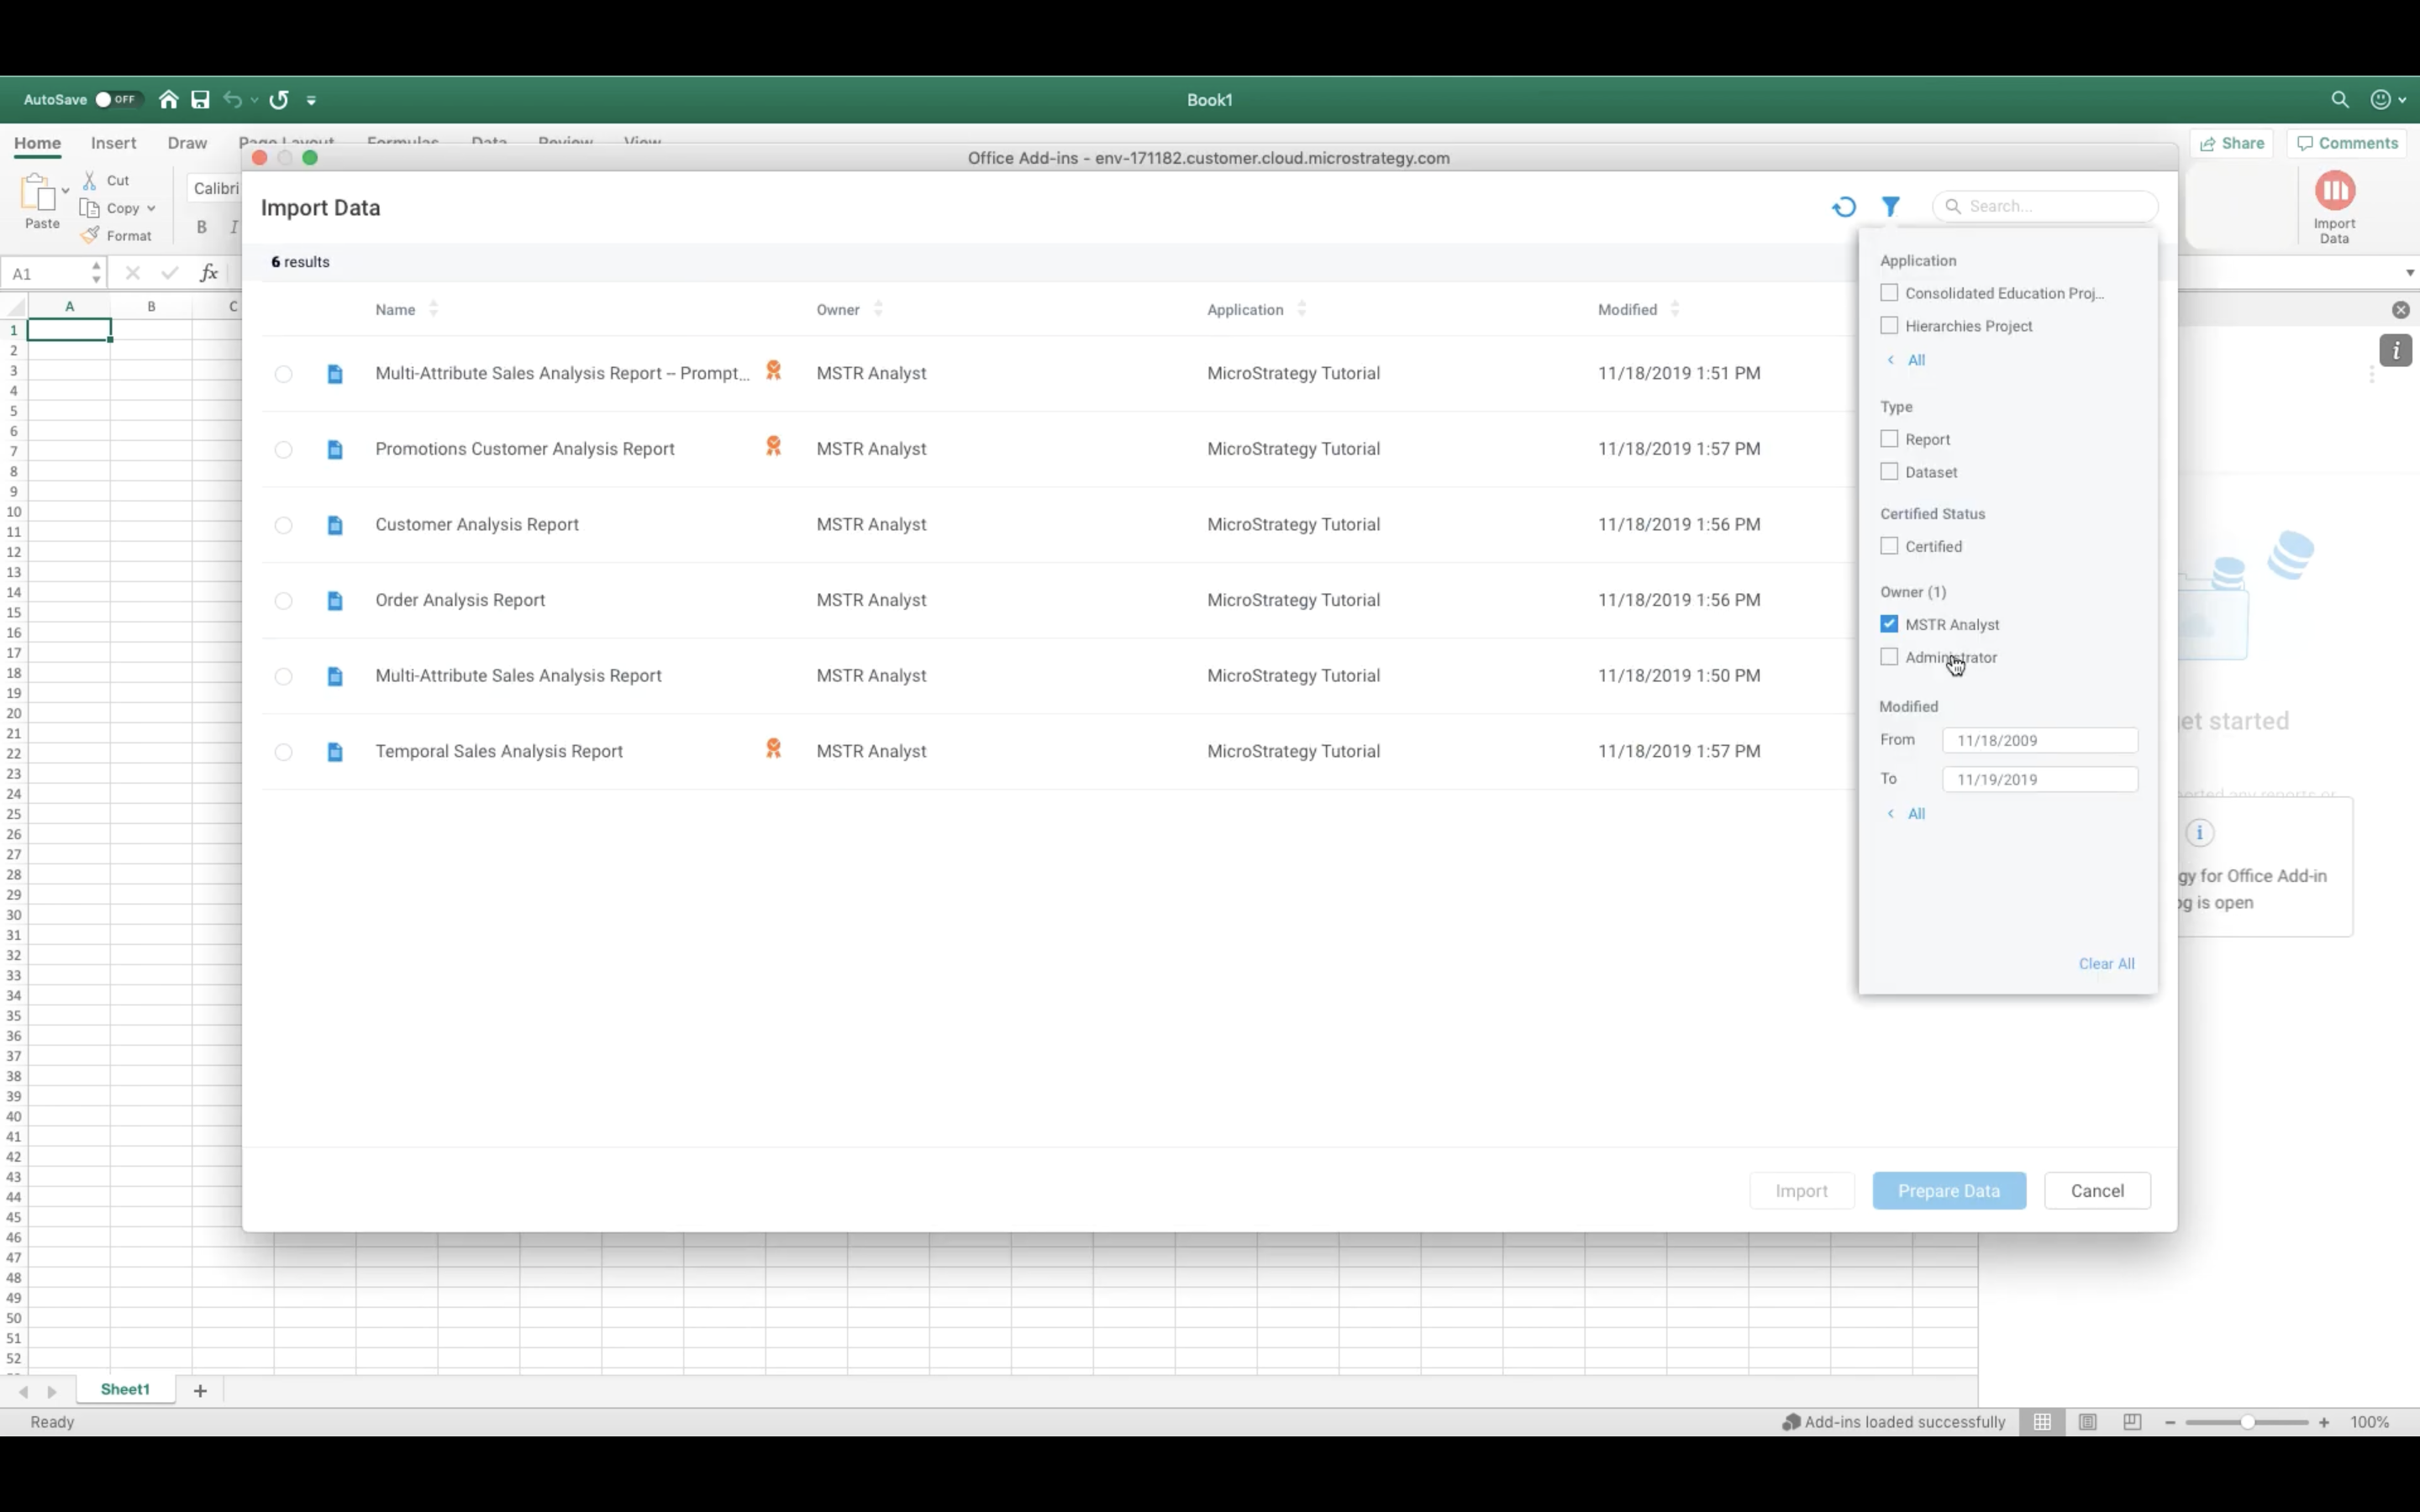 AutoSave OFF
Book1
Home Insert Draw Page Layout Formulas Data Review View
Share Comments
Office Add-ins - env-171182.customer.cloud.microstrategy.com
Cut
Copy
Format
Paste
Calibri
B I
Import
Data
Import Data
Search...
A1
fx
6 results
A B C
Name Owner Application Modified
Multi-Attribute Sales Analysis Report – Prompt... MSTR Analyst MicroStrategy Tutorial 11/18/2019 1:51 PM
Promotions Customer Analysis Report MSTR Analyst MicroStrategy Tutorial 11/18/2019 1:57 PM
Customer Analysis Report MSTR Analyst MicroStrategy Tutorial 11/18/2019 1:56 PM
Order Analysis Report MSTR Analyst MicroStrategy Tutorial 11/18/2019 1:56 PM
Multi-Attribute Sales Analysis Report MSTR Analyst MicroStrategy Tutorial 11/18/2019 1:50 PM
Temporal Sales Analysis Report MSTR Analyst MicroStrategy Tutorial 11/18/2019 1:57 PM
Application
Consolidated Education Proj...
Hierarchies Project
< All
Type
Report
Dataset
Certified Status
Certified
Owner (1)
MSTR Analyst
Administrator
Modified
From 11/18/2009
To 11/19/2019
< All
Clear All
et started
i
i
gy for Office Add-in
og is open
Import Prepare Data Cancel
1
2
3
4
5
6
7
8
9
10
11
12
13
14
15
16
17
18
19
20
21
22
23
24
25
26
27
28
29
30
31
32
33
34
35
36
37
38
39
40
41
42
43
44
45
46
47
48
49
50
51
52
Sheet1 +
Ready
Add-ins loaded successfully
100%